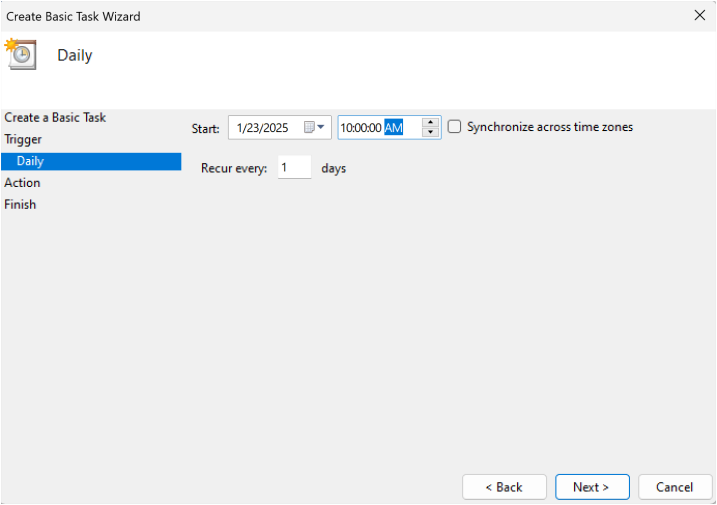 Create Basic Task Wizard
Daily
Create a Basic Task
Trigger
Daily
Action
Finish
Start: 1/23/2025 10:00:00 AM Synchronize across time zones
Recur every: 1 days
< Back Next > Cancel